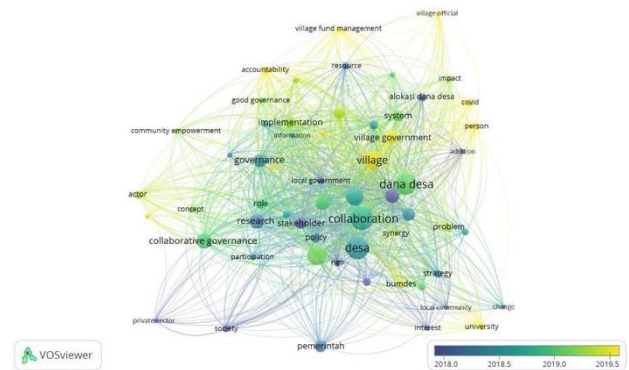 village official
village fund management
resource
accountability
impact
good governance
alokasi dana desa
covid
implementation
system
person
community empowerment
information
village government
addition
governance
village
local government
dana desa
actor
role
concept
research
stakeholder
collaboration
problem
collaborative governance
policy
synergy
desa
participation
ngo
strategy
bumdes
local community
change
private sector
society
interest
university
pemerintah
VOSviewer
2018.0 2018.5 2019.0 2019.5